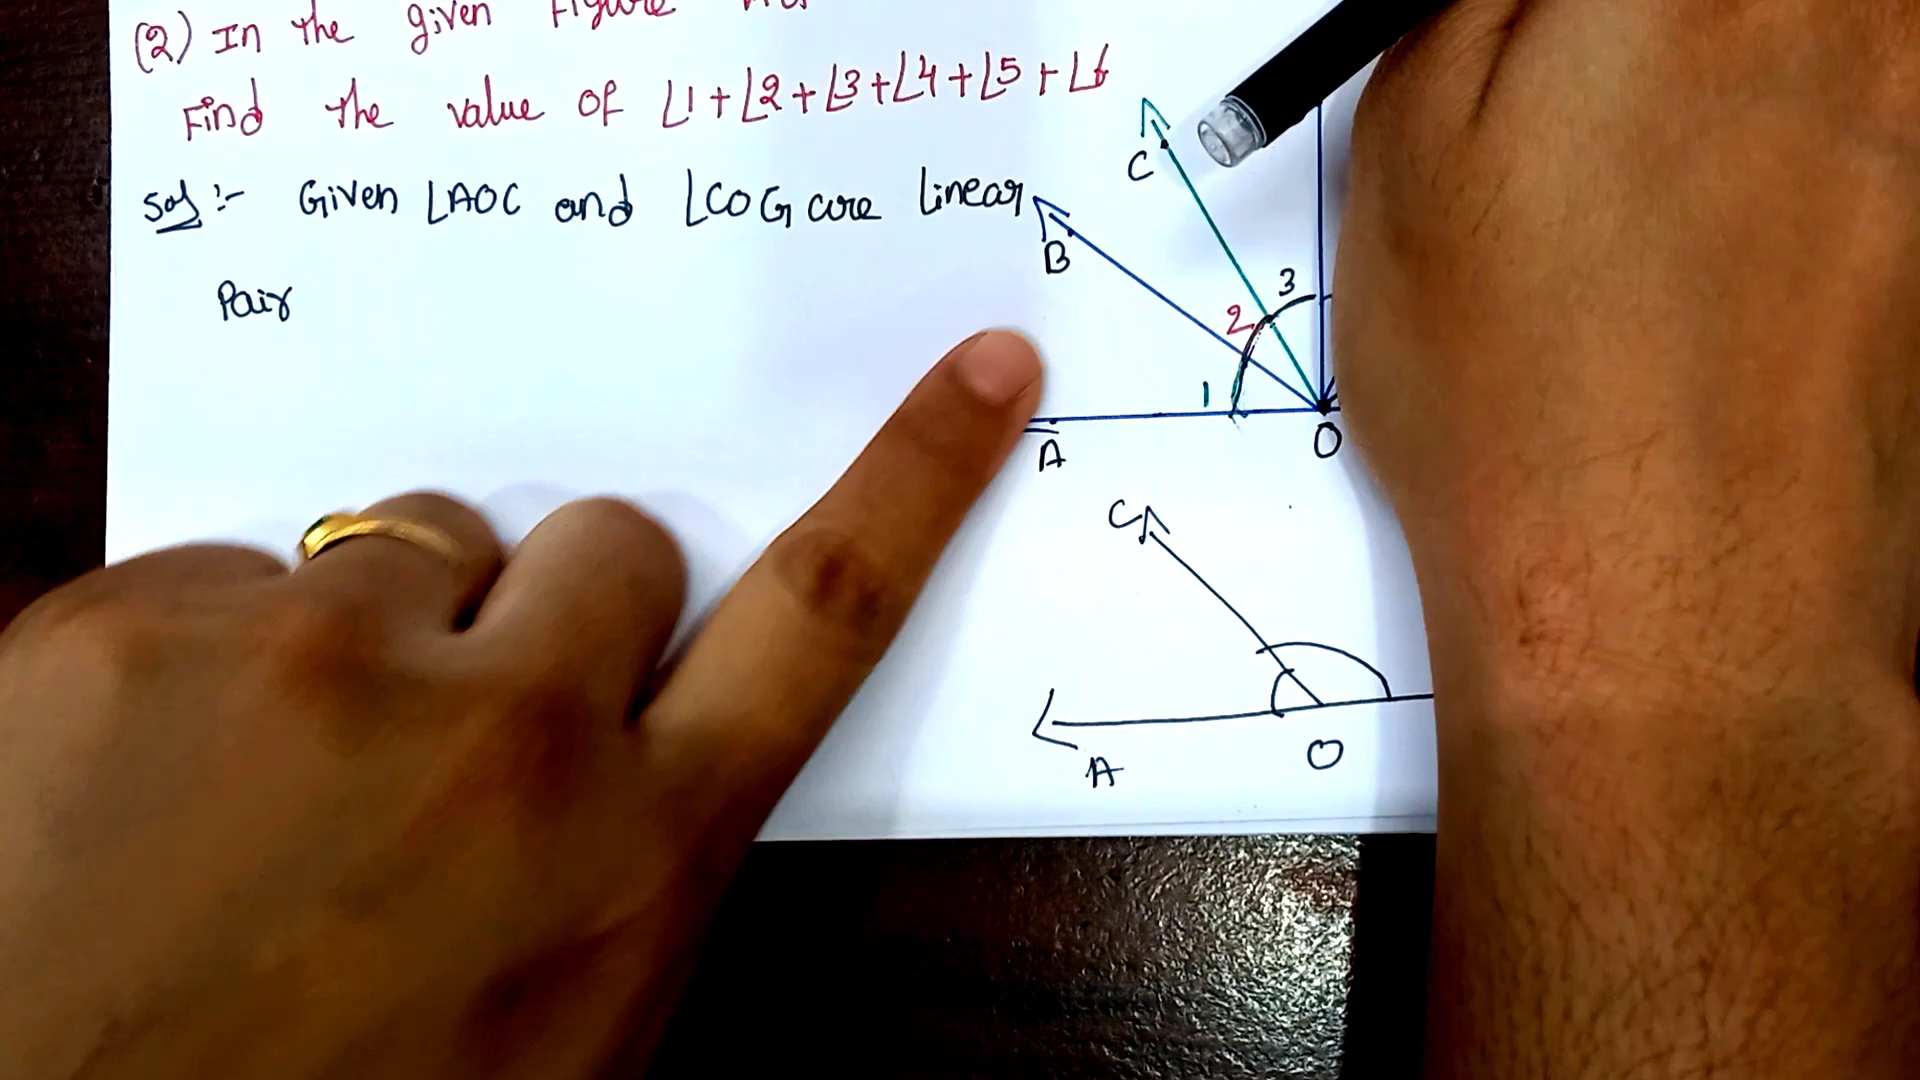 (2) In the given Figure
Find the value of ∠1+∠2+∠3+∠4+∠5+∠6
Sol :- Given ∠AOC and ∠COG are linear
Pair
C
B
3
2
1
A
O
C
A
O